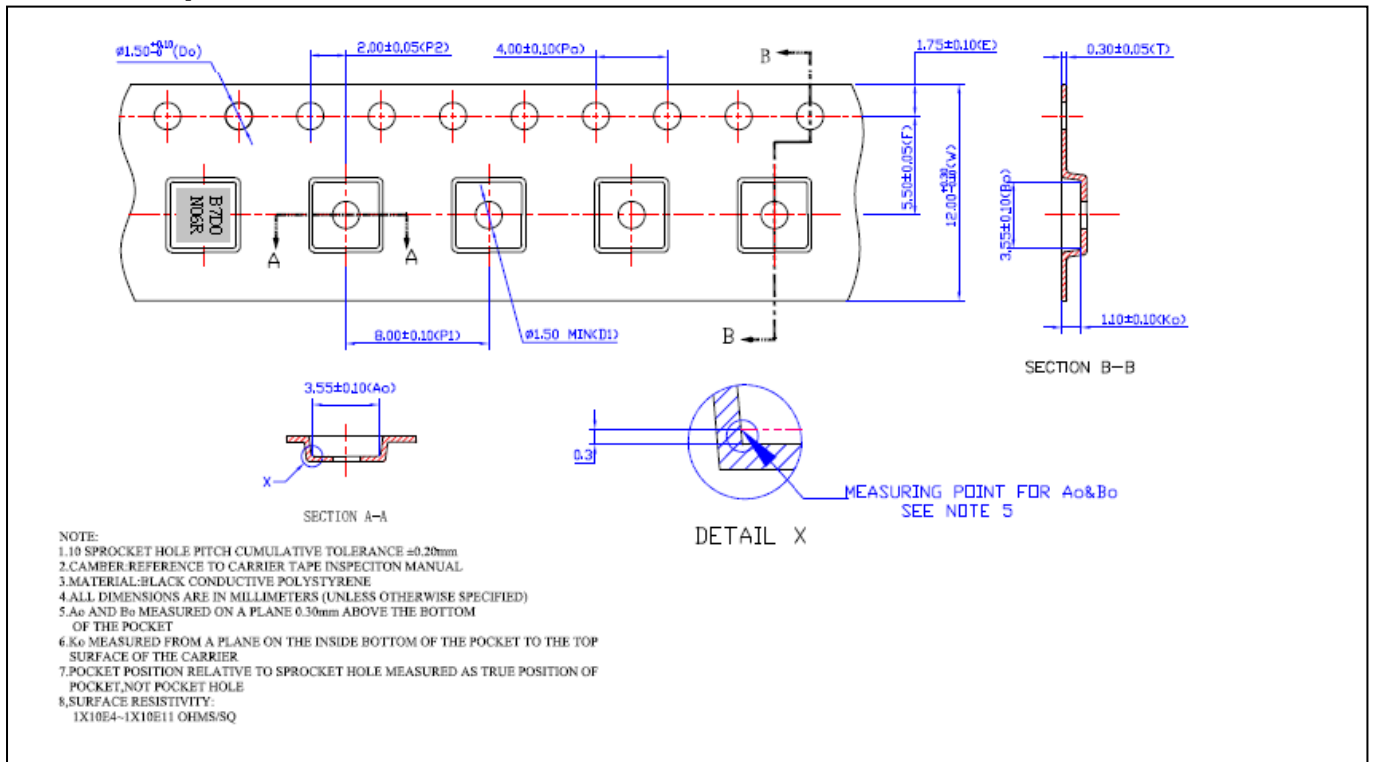 ø1.50+0.10-0(Do)
2.00±0.05(P2)
4.00±0.10(Po)
B
1.75±0.10(E)
0.30±0.05(T)
5.50±0.05(F)
12.00+0.30-0.10(W)
3.55±0.10(Bo)
B7DO
N06R
A
A
8.00±0.10(P1)
ø1.50 MIN(D1)
B
1.10±0.10(Ko)
SECTION B-B
3.55±0.10(Ao)
X
SECTION A-A
0.3
MEASURING POINT FOR Ao&Bo
SEE NOTE 5
DETAIL X
NOTE:
1.10 SPROCKET HOLE PITCH CUMULATIVE TOLERANCE ±0.20mm
2.CAMBER:REFERENCE TO CARRIER TAPE INSPECITON MANUAL
3.MATERIAL:BLACK CONDUCTIVE POLYSTYRENE
4.ALL DIMENSIONS ARE IN MILLIMETERS (UNLESS OTHERWISE SPECIFIED)
5.Ao AND Bo MEASURED ON A PLANE 0.30mm ABOVE THE BOTTOM
OF THE POCKET
6.Ko MEASURED FROM A PLANE ON THE INSIDE BOTTOM OF THE POCKET TO THE TOP
SURFACE OF THE CARRIER
7.POCKET POSITION RELATIVE TO SPROCKET HOLE MEASURED AS TRUE POSITION OF
POCKET,NOT POCKET HOLE
8,SURFACE RESISTIVITY:
1X10E4~1X10E11 OHMS/SQ